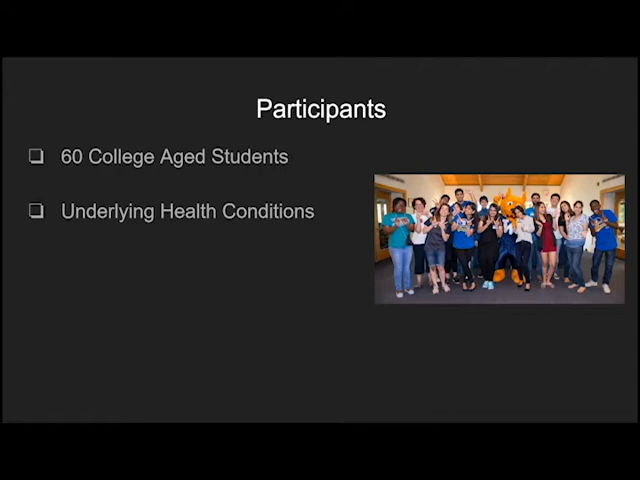 Participants
❏ 60 College Aged Students
❏ Underlying Health Conditions